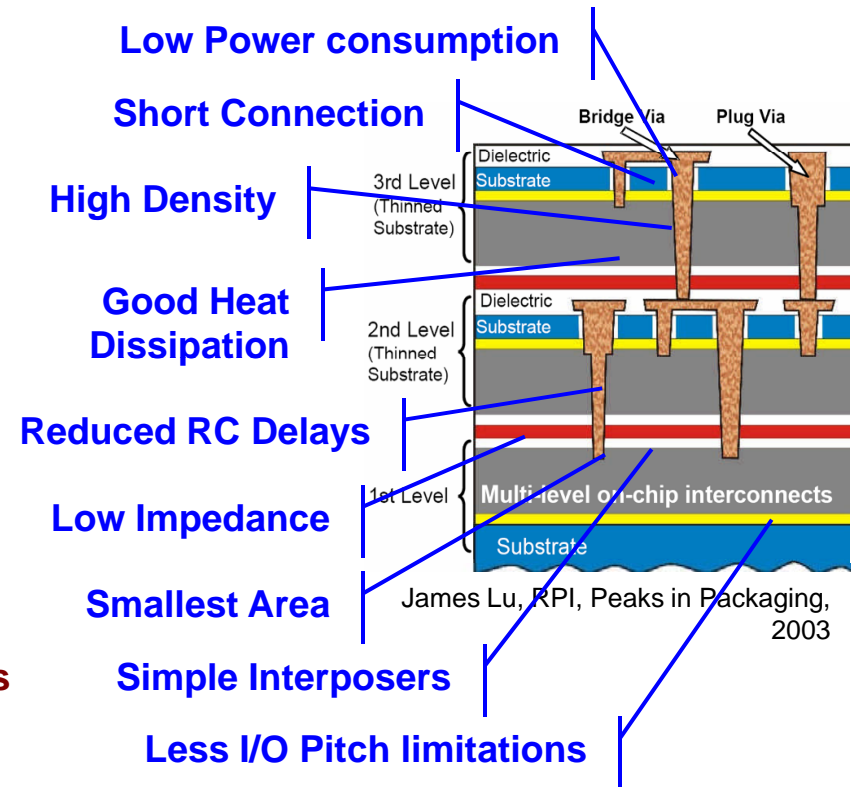 Low Power consumption
Short Connection
Bridge Via
Plug Via
Dielectric
3rd Level
Substrate
High Density
(Thinned
Substrate)
Good Heat
Dissipation
Dielectric
2nd Level
Substrate
(Thinned
Substrate)
Reduced RC Delays
1st Level
Multi-level on-chip interconnects
Low Impedance
Substrate
Smallest Area
James Lu, RPI, Peaks in Packaging,
2003
s
Simple Interposers
Less I/O Pitch limitations